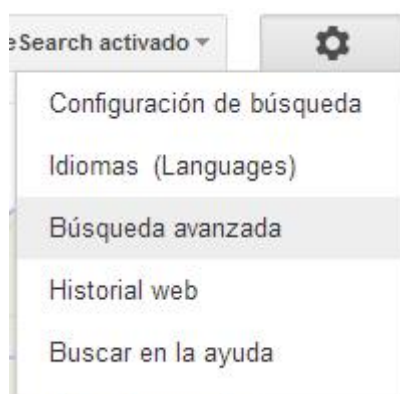 eSearch activado
Configuración de búsqueda
Idiomas (Languages)
Búsqueda avanzada
Historial web
Buscar en la ayuda